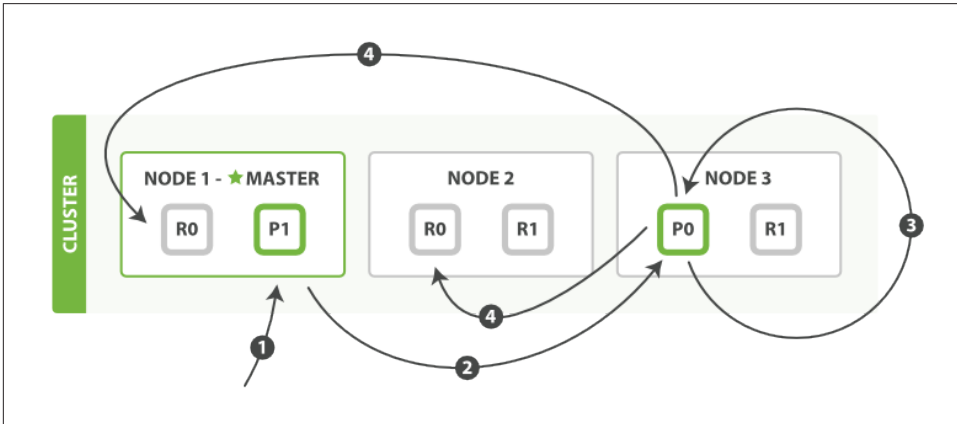 4
CLUSTER
NODE 1 - ★ MASTER
NODE 2
NODE 3
R0
P1
R0
R1
P0
R1
3
4
1
2